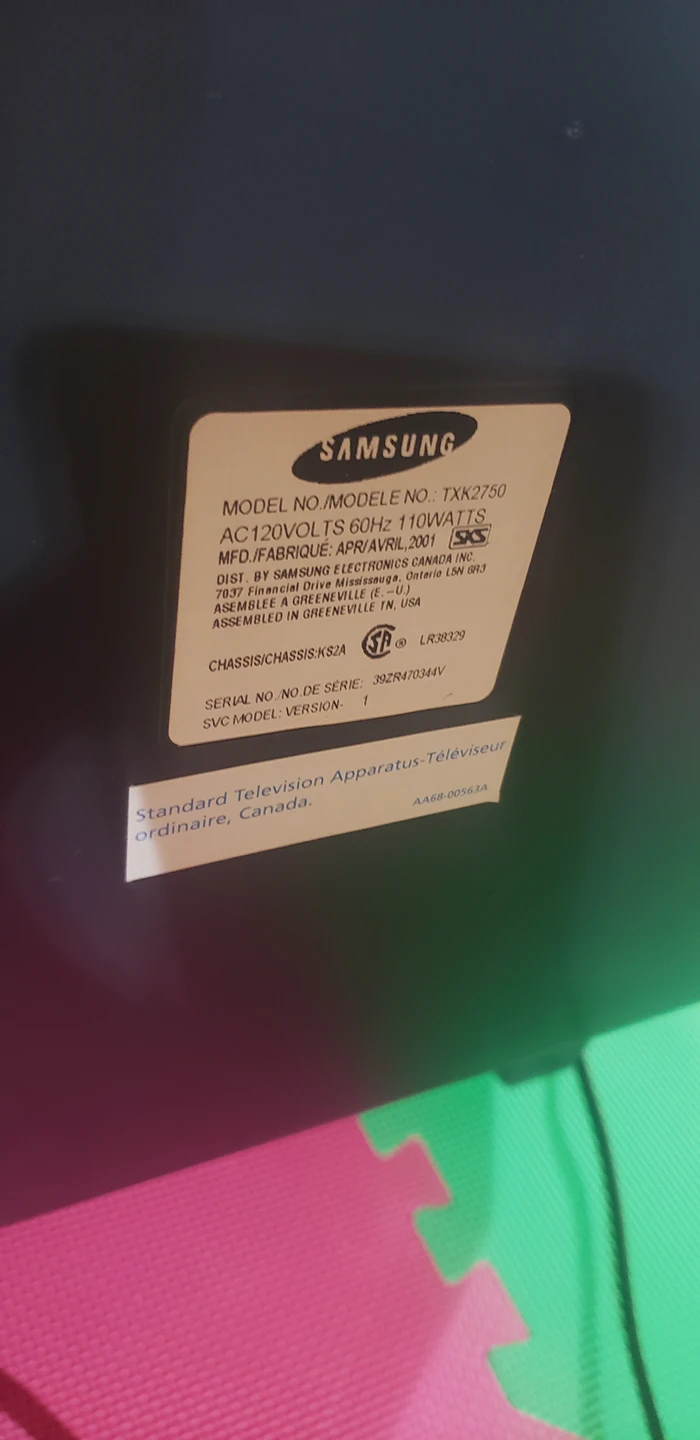 SAMSUNG
MODEL NO./MODELE NO.: TXK2750
AC120VOLTS 60Hz 110WATTS
MFD./FABRIQUÉ: APR/AVRIL,2001 SKS
DIST. BY SAMSUNG ELECTRONICS CANADA INC.
7037 Financial Drive Mississauga, Ontario L5N 6R3
ASEMBLEE A GREENEVILLE (E.-U.)
ASSEMBLED IN GREENEVILLE TN, USA
CHASSIS/CHASSIS:KS2A SA ® LR38329
SERIAL NO./NO.DE SÉRIE: 39ZR470344V
SVC MODEL: VERSION- 1
Standard Television Apparatus-Téléviseur
ordinaire, Canada. AA68-00563A